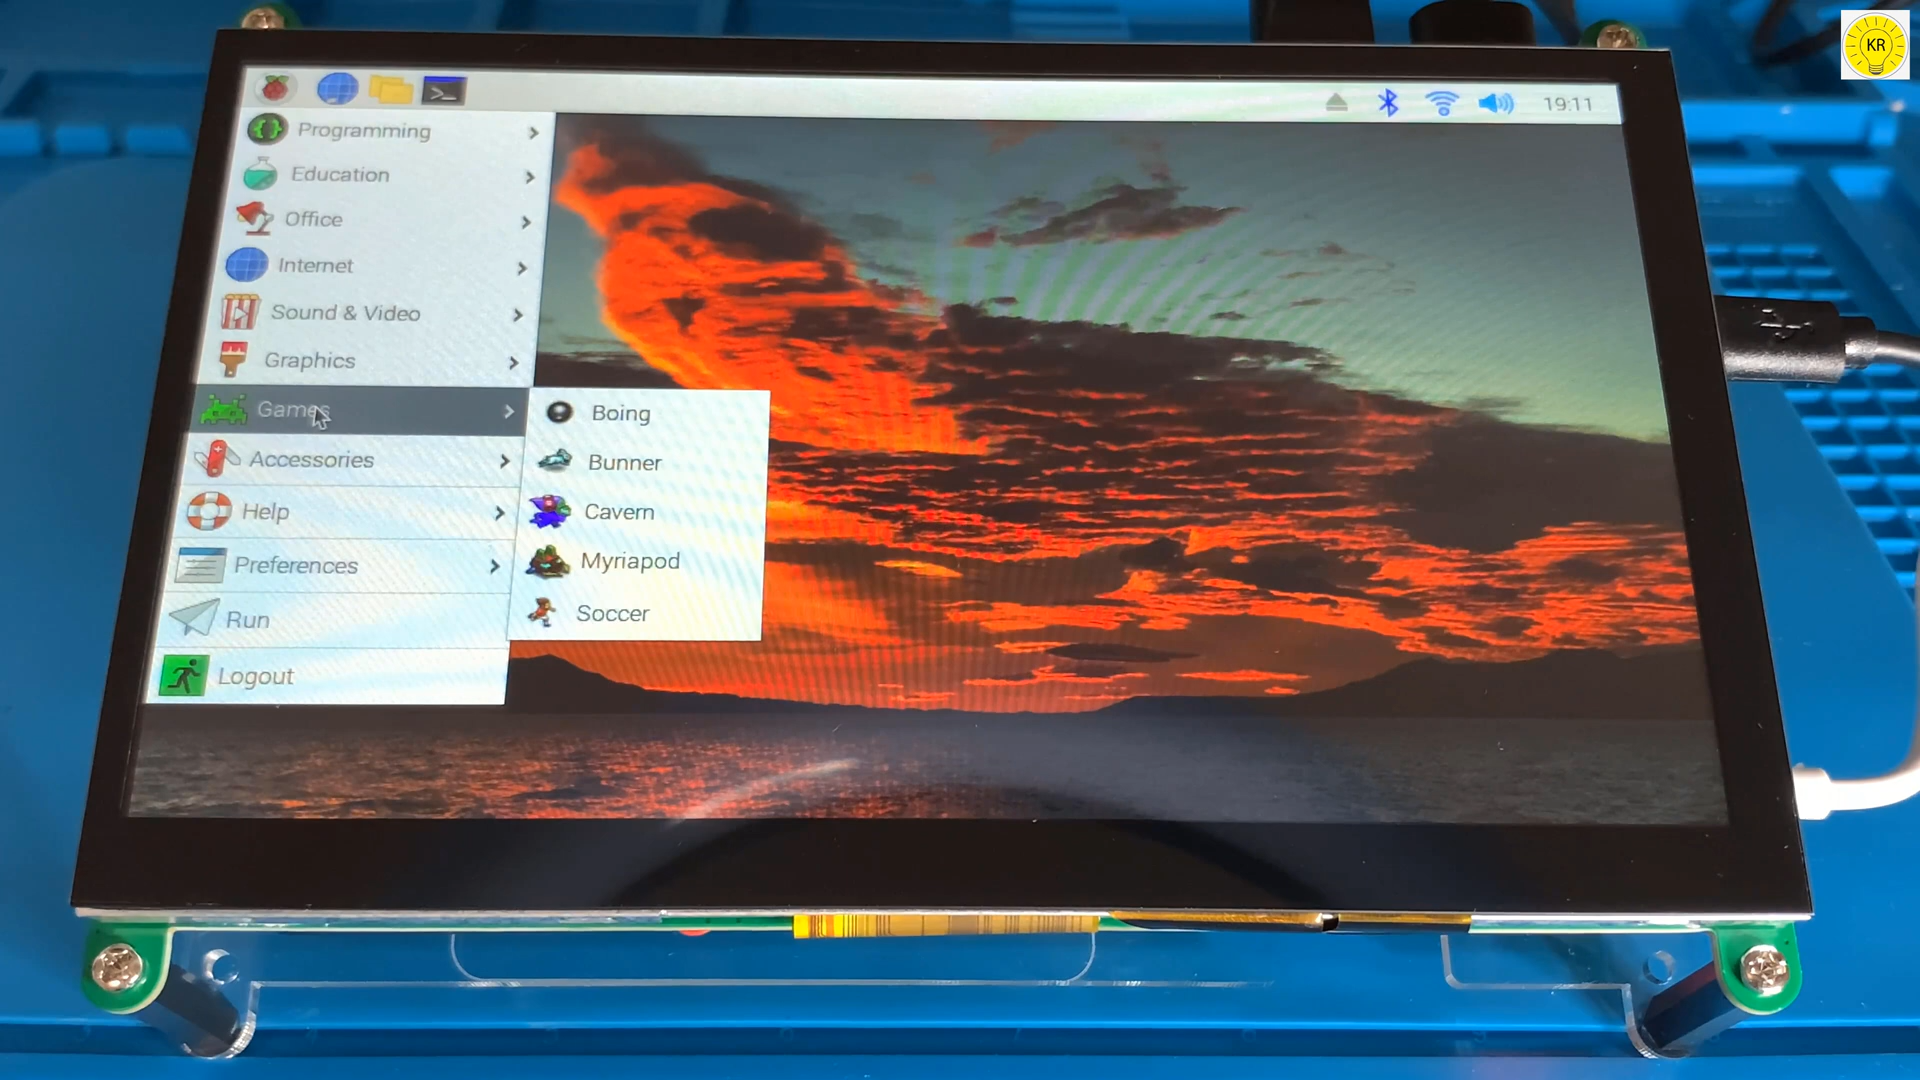 KR
>_
19:11
Programming
Education
Office
Internet
Sound & Video
Graphics
Games
Accessories
Help
Preferences
Run
Logout
Boing
Bunner
Cavern
Myriapod
Soccer